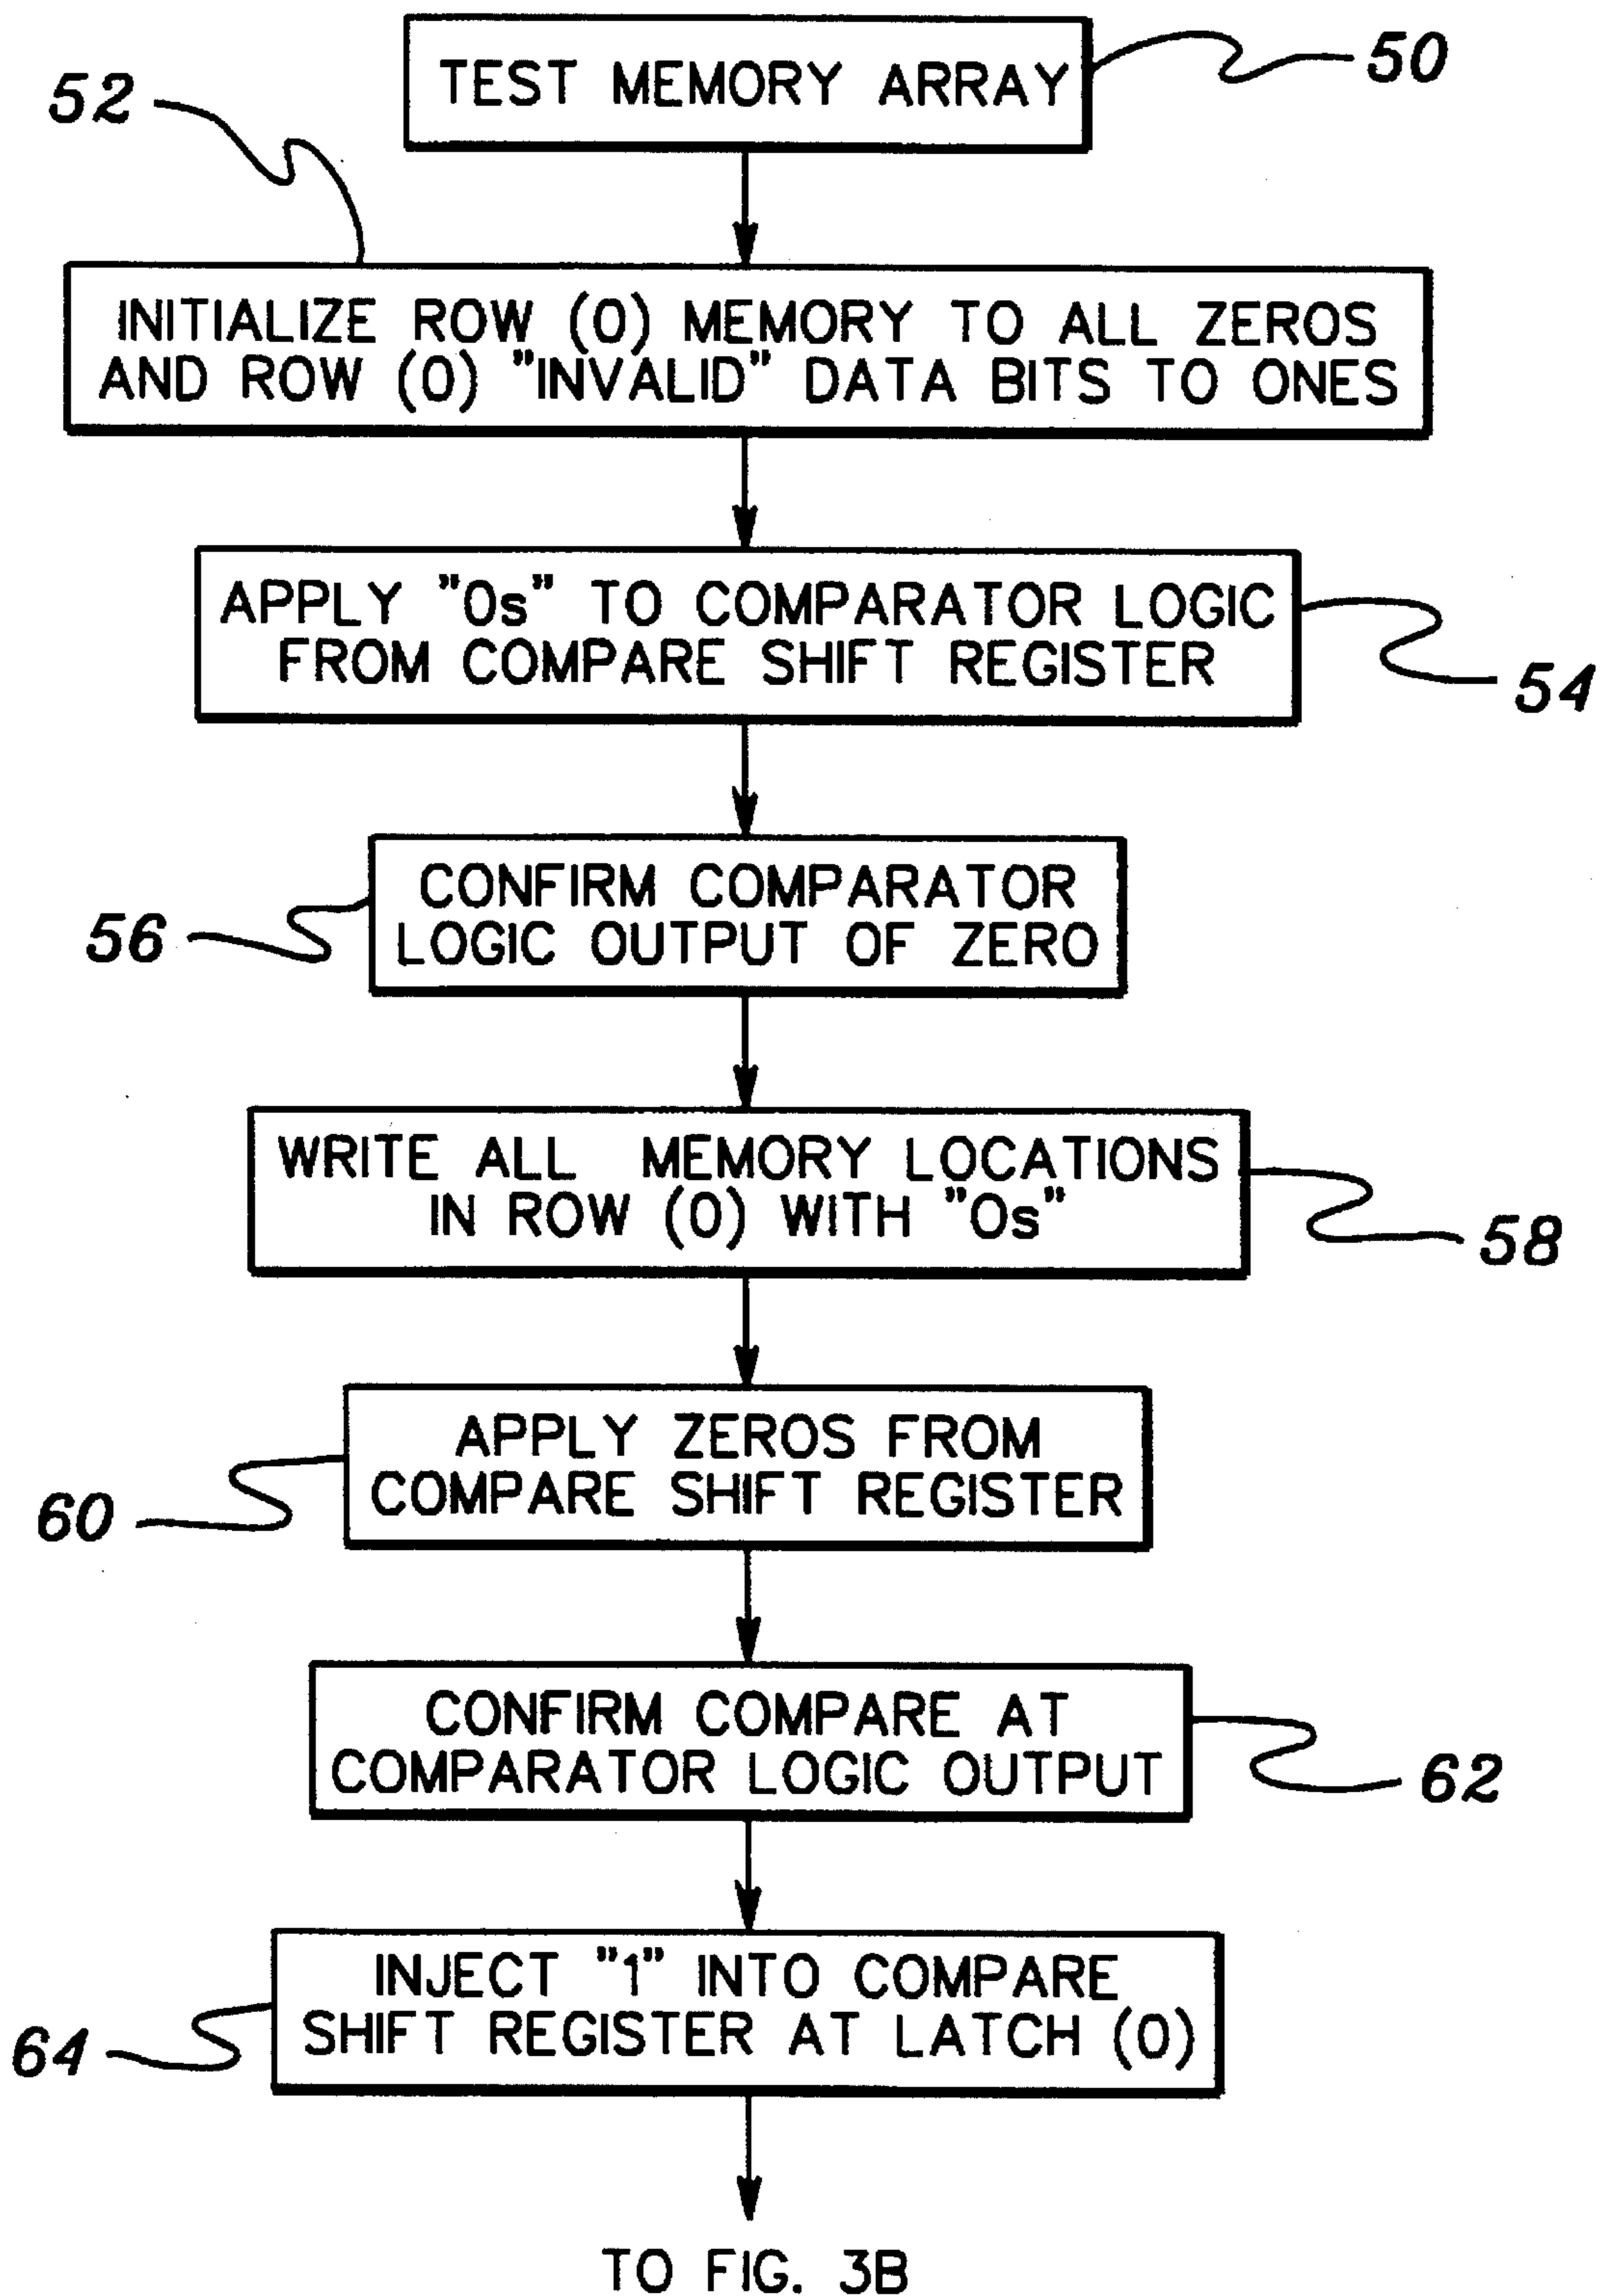 TEST MEMORY ARRAY
50
52
INITIALIZE ROW (0) MEMORY TO ALL ZEROS
AND ROW (0) "INVALID" DATA BITS TO ONES
APPLY "0s" TO COMPARATOR LOGIC
FROM COMPARE SHIFT REGISTER
54
CONFIRM COMPARATOR
LOGIC OUTPUT OF ZERO
56
WRITE ALL MEMORY LOCATIONS
IN ROW (0) WITH "0s"
58
APPLY ZEROS FROM
COMPARE SHIFT REGISTER
60
CONFIRM COMPARE AT
COMPARATOR LOGIC OUTPUT
62
INJECT "1" INTO COMPARE
SHIFT REGISTER AT LATCH (0)
64
TO FIG. 3B